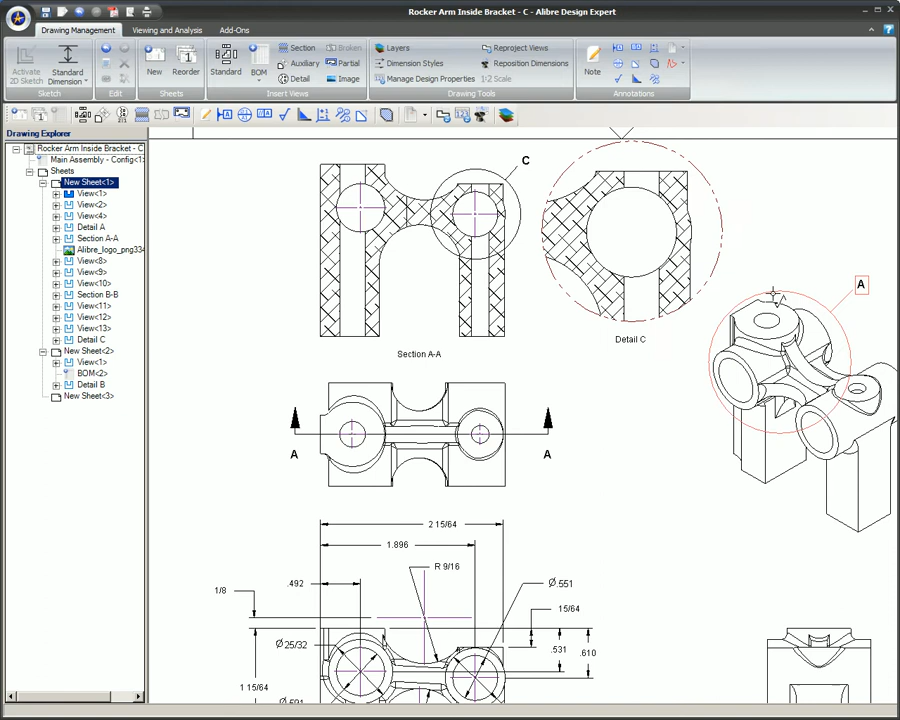 Rocker Arm Inside Bracket - C - Alibre Design Expert
Drawing Management
Viewing and Analysis
Add-Ons
Activate
2D Sketch
Standard
Dimension
Sketch
Edit
New
Reorder
Sheets
Standard
BOM
Section
Auxiliary
Detail
Broken
Partial
Image
Insert Views
Layers
Dimension Styles
Manage Design Properties
Reproject Views
Reposition Dimensions
1:2 Scale
Drawing Tools
Note
Annotations
Drawing Explorer
Rocker Arm Inside Bracket - C
Main Assembly - Config<1>
Sheets
New Sheet<1>
View<1>
View<2>
View<4>
Detail A
Section A-A
Alibre_logo_png334
View<8>
View<9>
View<10>
Section B-B
View<11>
View<12>
View<13>
Detail C
New Sheet<2>
View<1>
BOM<2>
Detail B
New Sheet<3>
C
Section A-A
Detail C
A
A
A
2 15/64
1.896
R 9/16
.492
Ø.551
1/8
15/64
Ø25/32
.531
.610
1 15/64
Ø.591